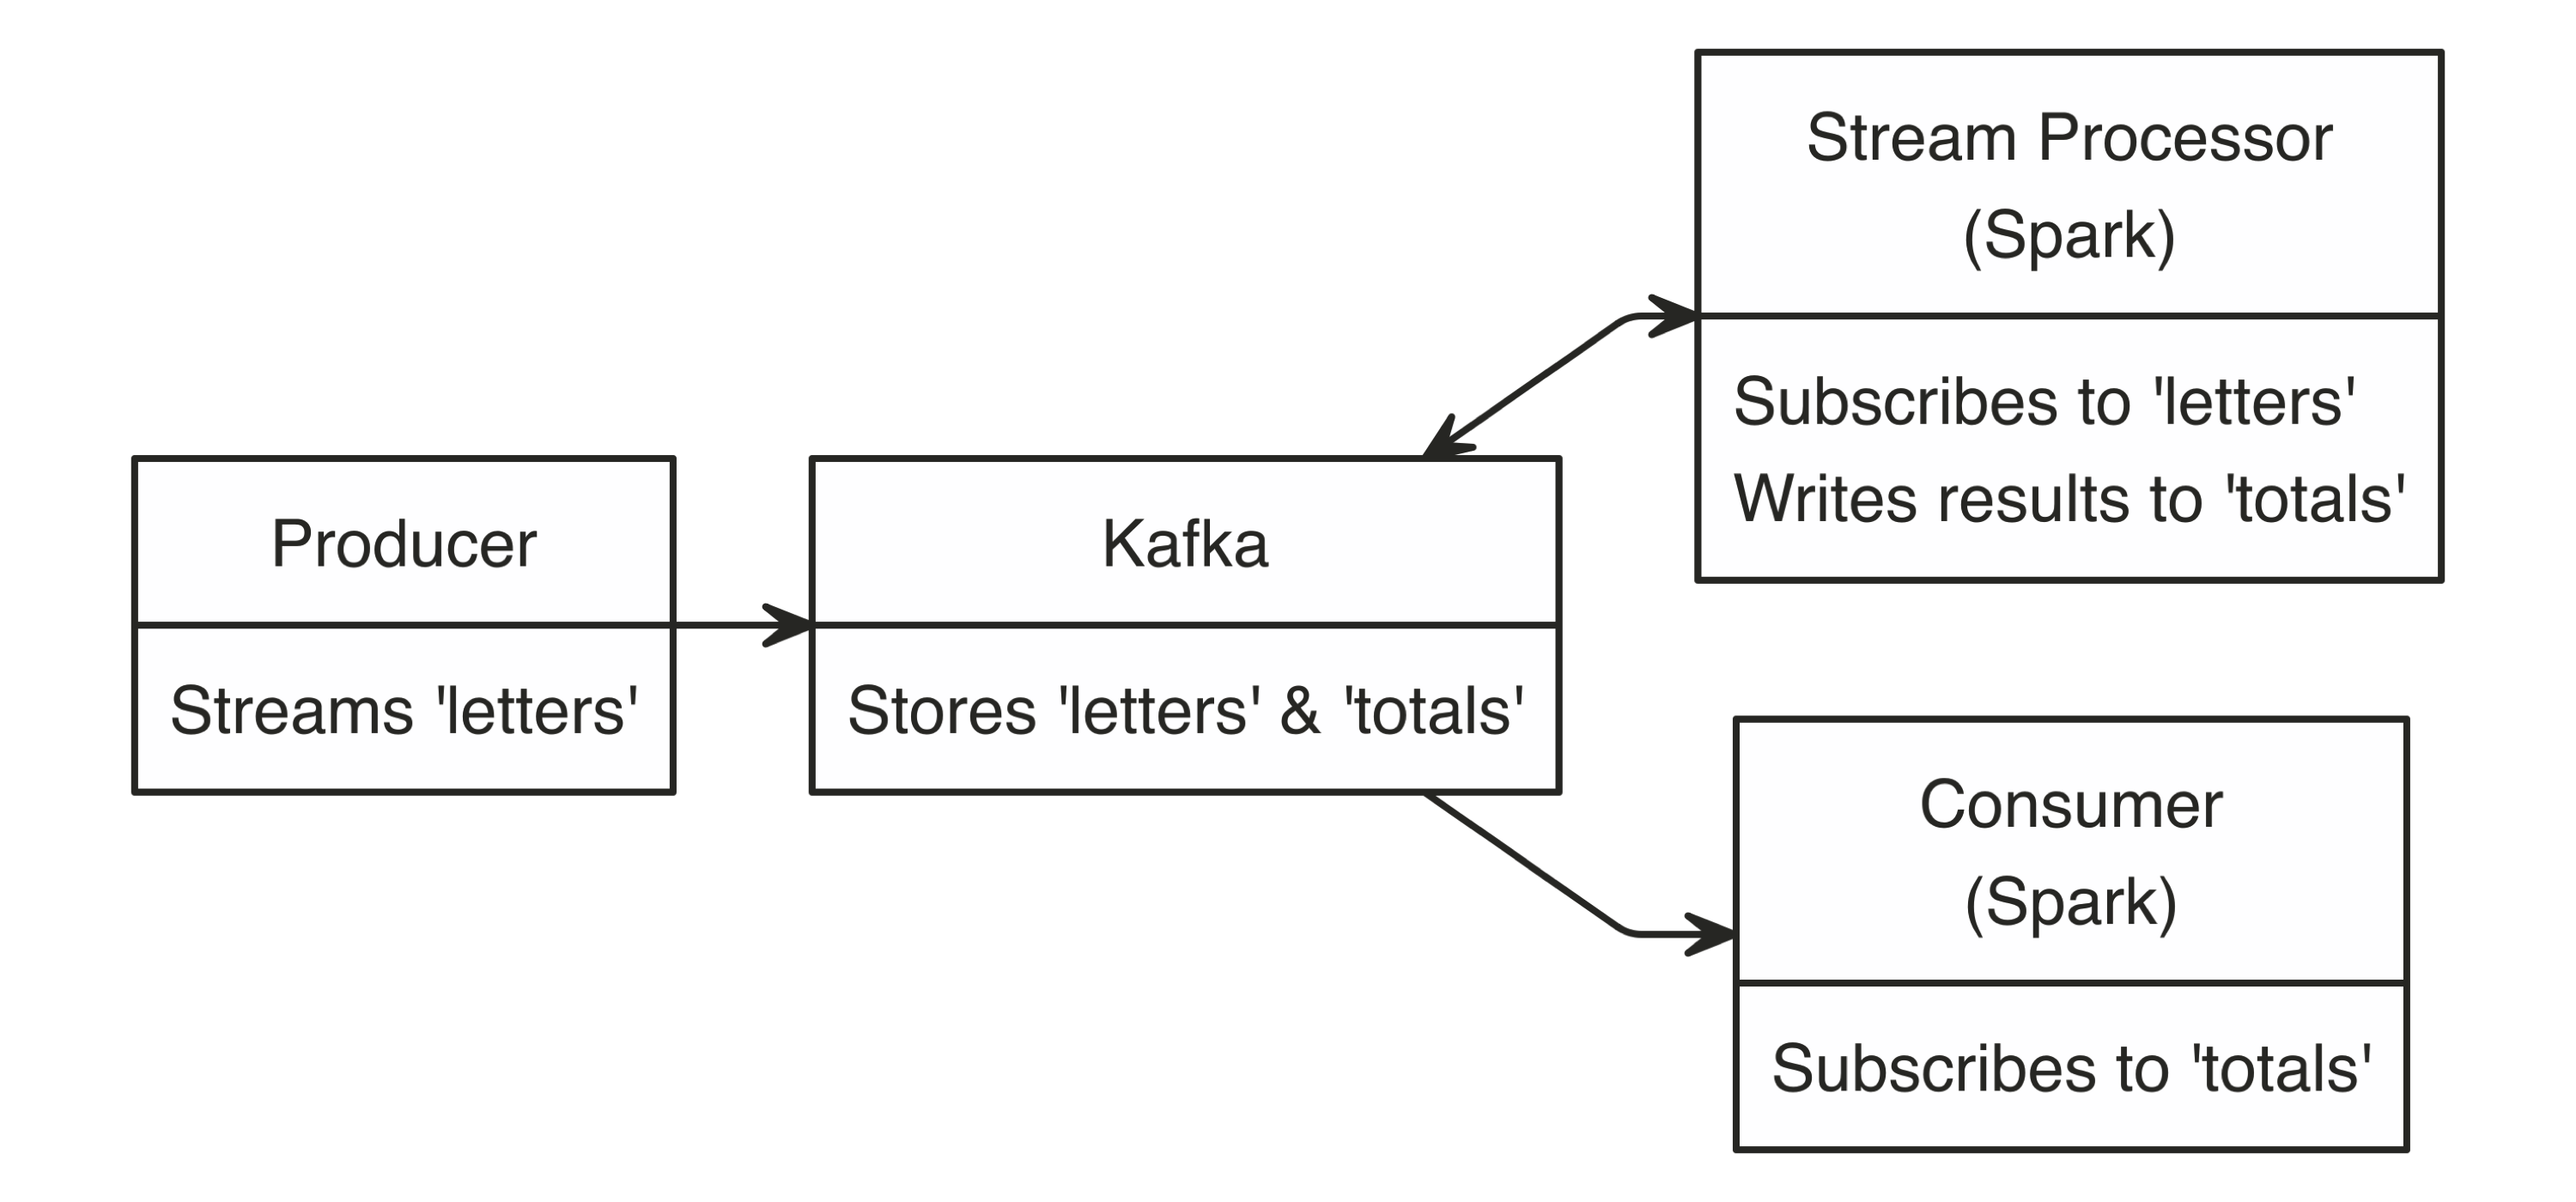 Producer
Streams 'letters'
Kafka
Stores 'letters' & 'totals'
Stream Processor
(Spark)
Subscribes to 'letters'
Writes results to 'totals'
Consumer
(Spark)
Subscribes to 'totals'